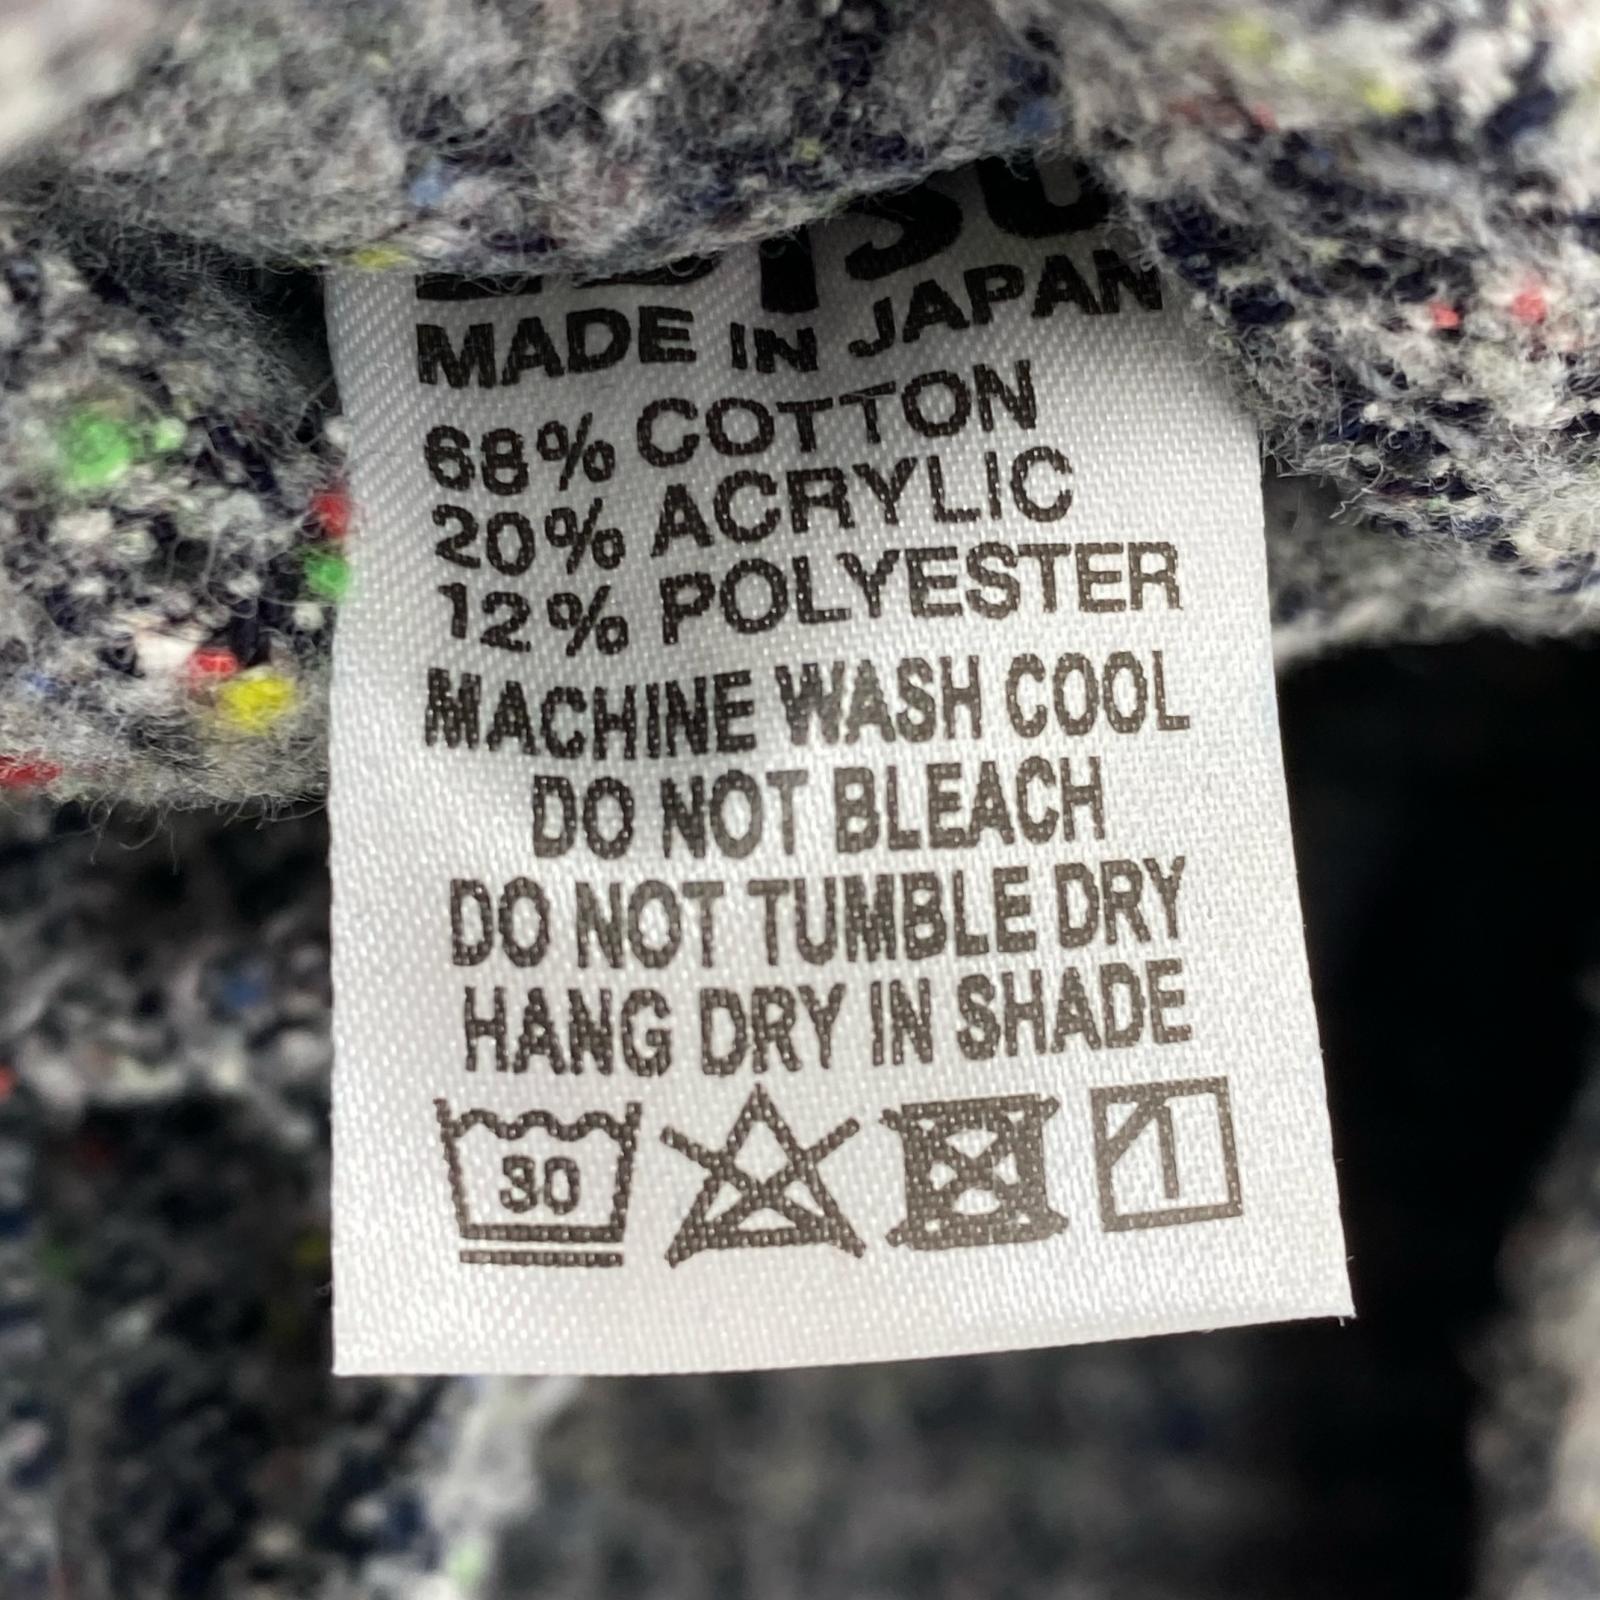 MADE IN JAPAN
68% COTTON
20% ACRYLIC
12% POLYESTER
MACHINE WASH COOL
DO NOT BLEACH
DO NOT TUMBLE DRY
HANG DRY IN SHADE
30